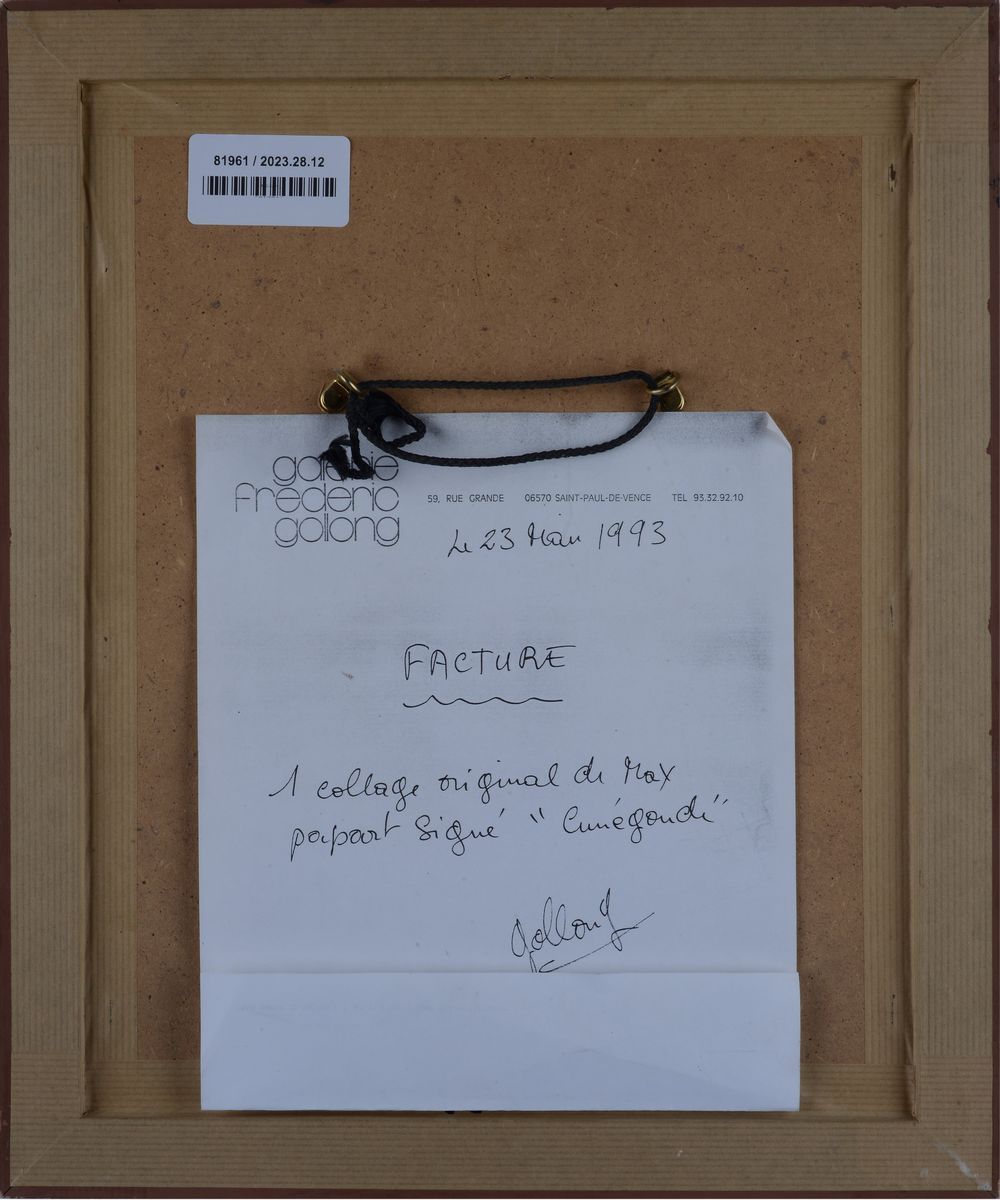 81961 / 2023.28.12
galerie
frédéric
gollong
59, RUE GRANDE 06570 SAINT-PAUL-DE-VENCE TEL 93.32.92.10
Le 23 Mai 1993
FACTURE
1 collage original de Max
papart Signé "Cunégonde"
Gollong